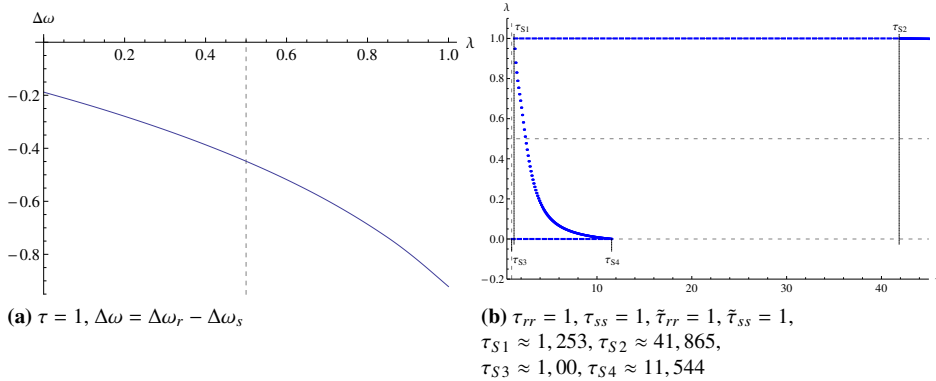 Δω
λ
0.2 0.4 0.6 0.8 1.0
−0.2
−0.4
−0.6
−0.8
(a) τ = 1, Δω = Δω_r − Δω_s
λ
τ_S1
τ_S2
1.0
0.8
0.6
0.4
0.2
0.0
τ_S3
τ_S4
−0.2
10 20 30 40
(b) τ_rr = 1, τ_ss = 1, τ̃_rr = 1, τ̃_ss = 1,
τ_S1 ≈ 1, 253, τ_S2 ≈ 41, 865,
τ_S3 ≈ 1, 00, τ_S4 ≈ 11, 544